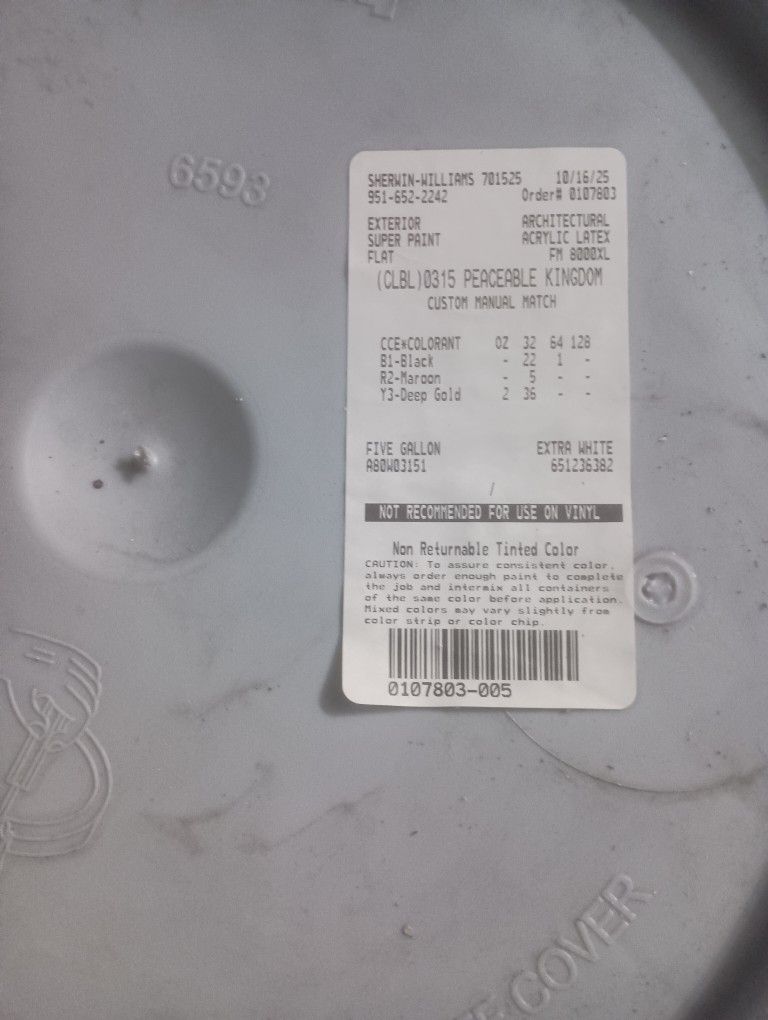 6593
SHERWIN-WILLIAMS 701525 10/16/25
951-652-2242 Order# 0107803
EXTERIOR ARCHITECTURAL
SUPER PAINT ACRYLIC LATEX
FLAT FM 8000XL
(CLBL)0315 PEACEABLE KINGDOM
CUSTOM MANUAL MATCH
CCE*COLORANT OZ 32 64 128
B1-Black - 22 1 -
R2-Maroon - 5 - -
Y3-Deep Gold 2 36 - -
FIVE GALLON EXTRA WHITE
A80W03151 651236382
NOT RECOMMENDED FOR USE ON VINYL
Non Returnable Tinted Color
CAUTION: To assure consistent color,
always order enough paint to complete
the job and intermix all containers
of the same color before application.
Mixed colors may vary slightly from
color strip or color chip.
0107803-005
COVER